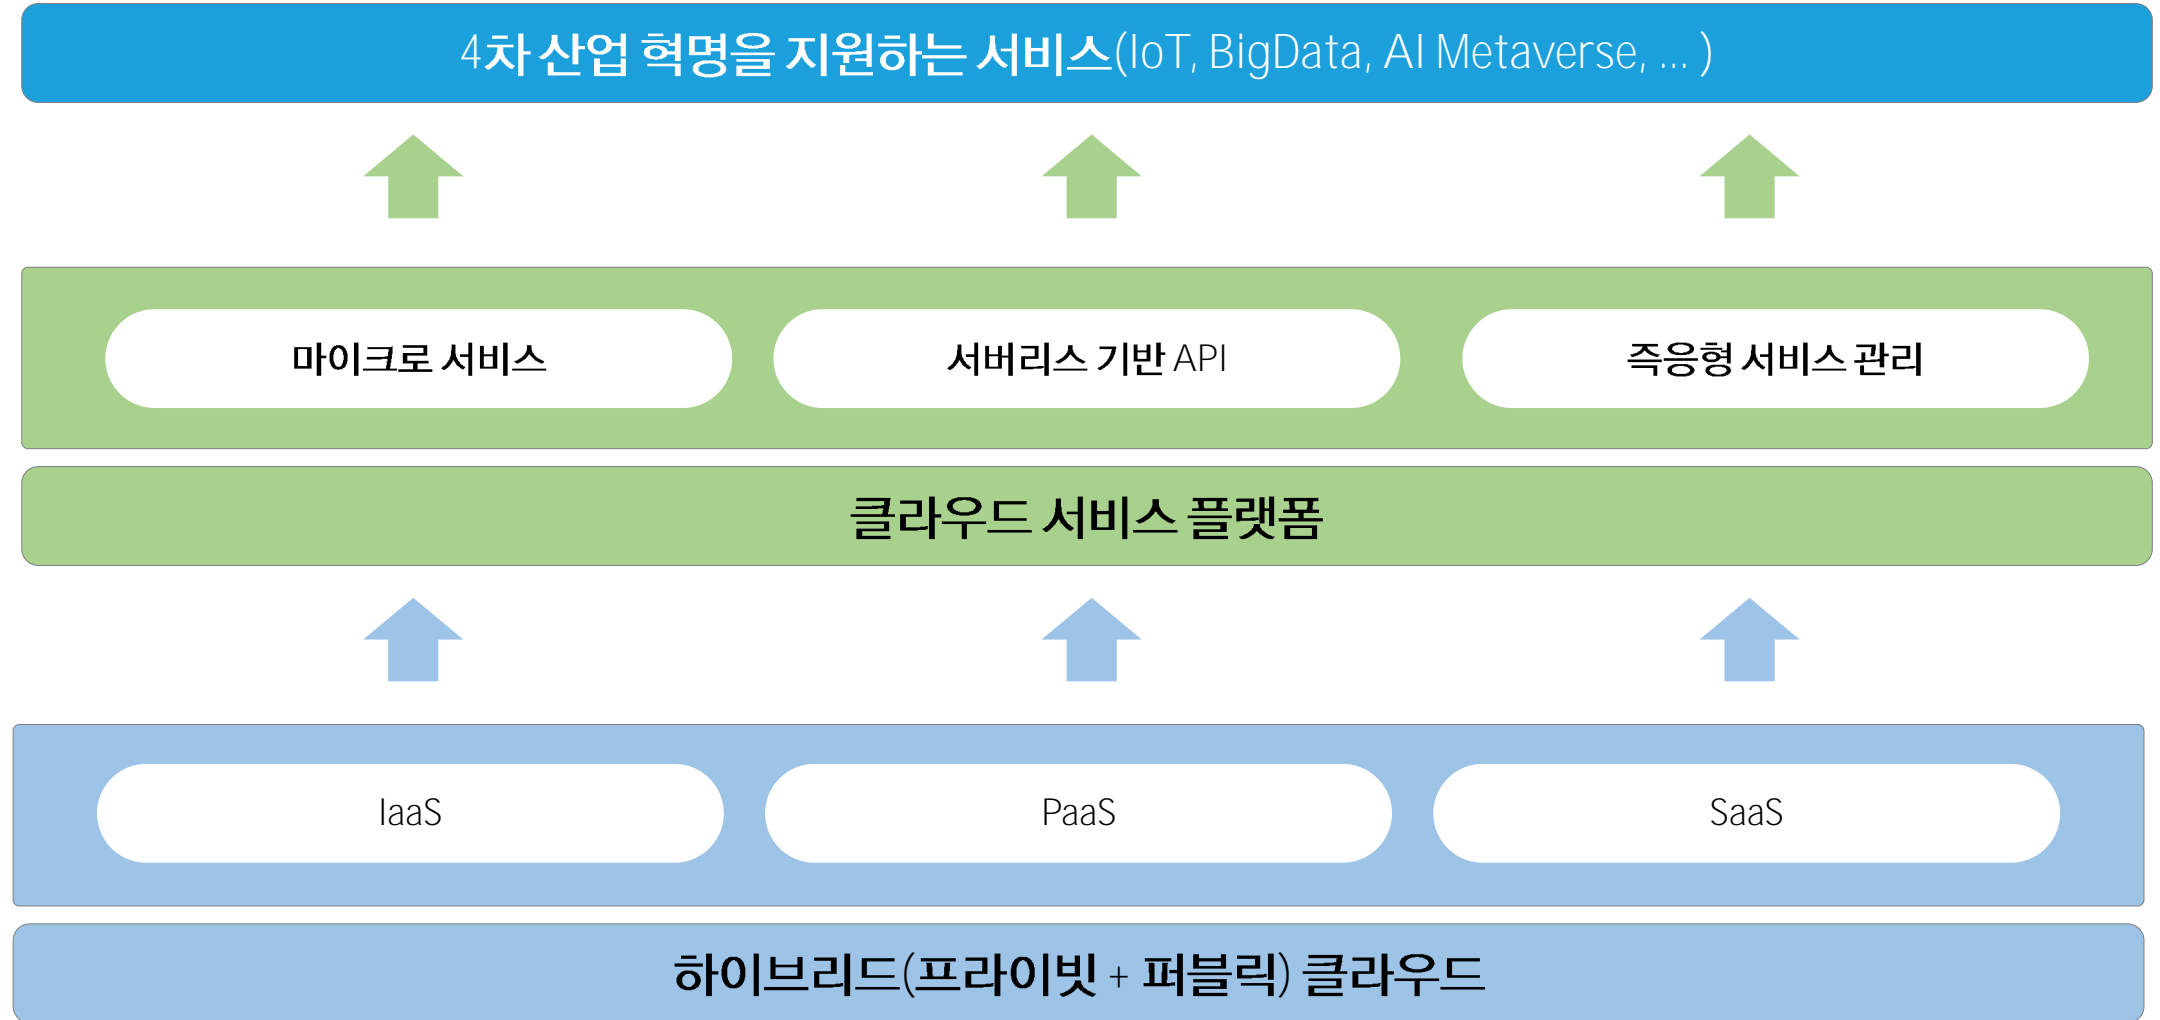 4차 산업 혁명을 지원하는 서비스(IoT, BigData, AI Metaverse, ... )
마이크로 서비스
서버리스 기반 API
즉응형 서비스 관리
클라우드 서비스 플랫폼
IaaS
PaaS
SaaS
하이브리드(프라이빗 + 퍼블릭) 클라우드